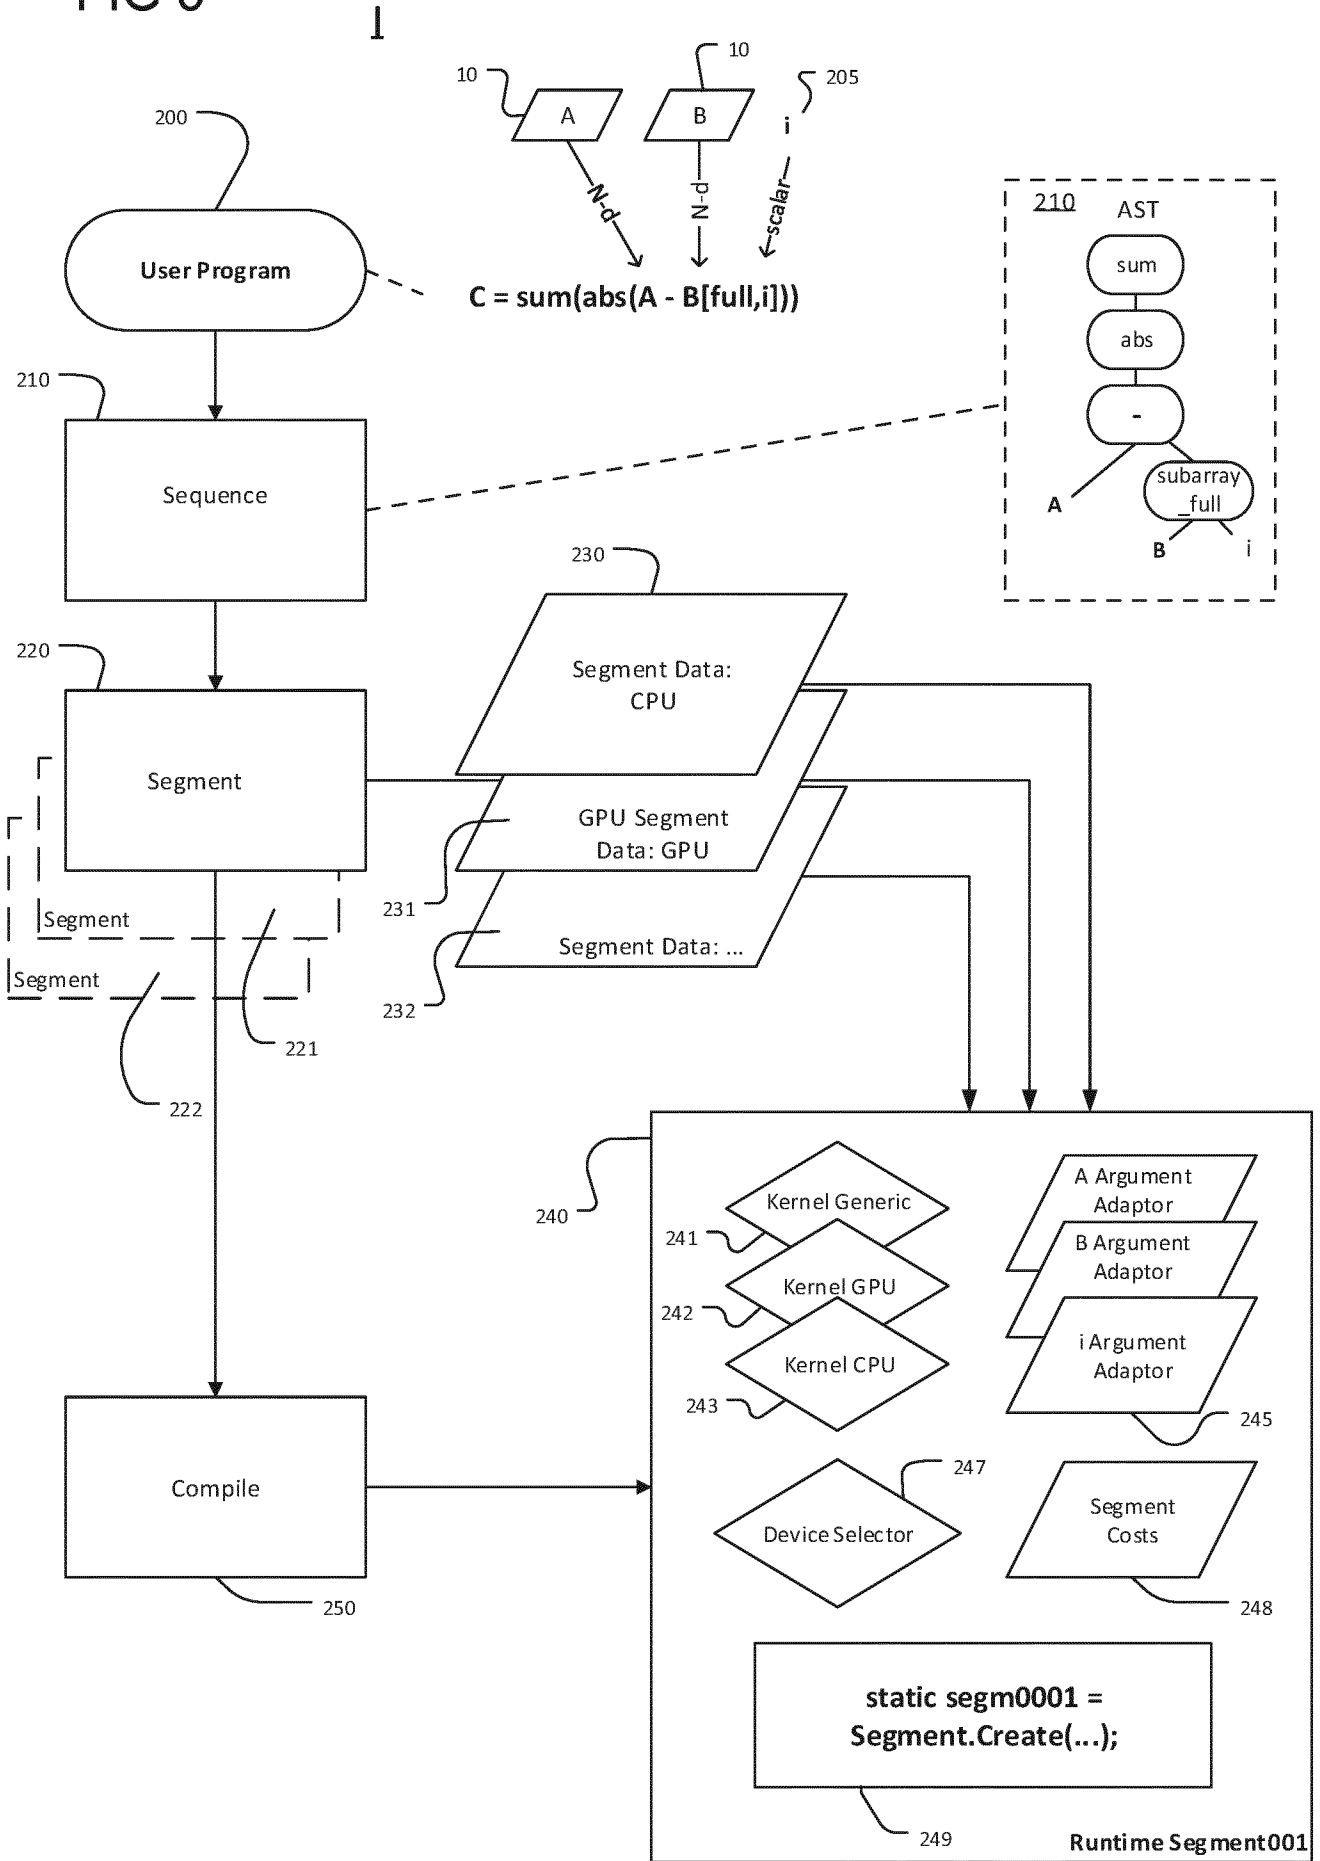 10
10
205
A
B
i
200
N-d
N-d
scalar
210
AST
sum
User Program
C = sum(abs(A - B[full,i]))
abs
210
-
Sequence
subarray
_full
A
B
i
230
220
Segment Data:
CPU
Segment
GPU Segment
Data: GPU
231
Segment
Segment Data: ...
Segment
232
221
222
240
Kernel Generic
A Argument
Adaptor
241
B Argument
Adaptor
Kernel GPU
242
i Argument
Adaptor
Kernel CPU
243
245
247
Compile
Segment
Costs
Device Selector
250
248
static segm0001 =
Segment.Create(...);
249
Runtime Segment001